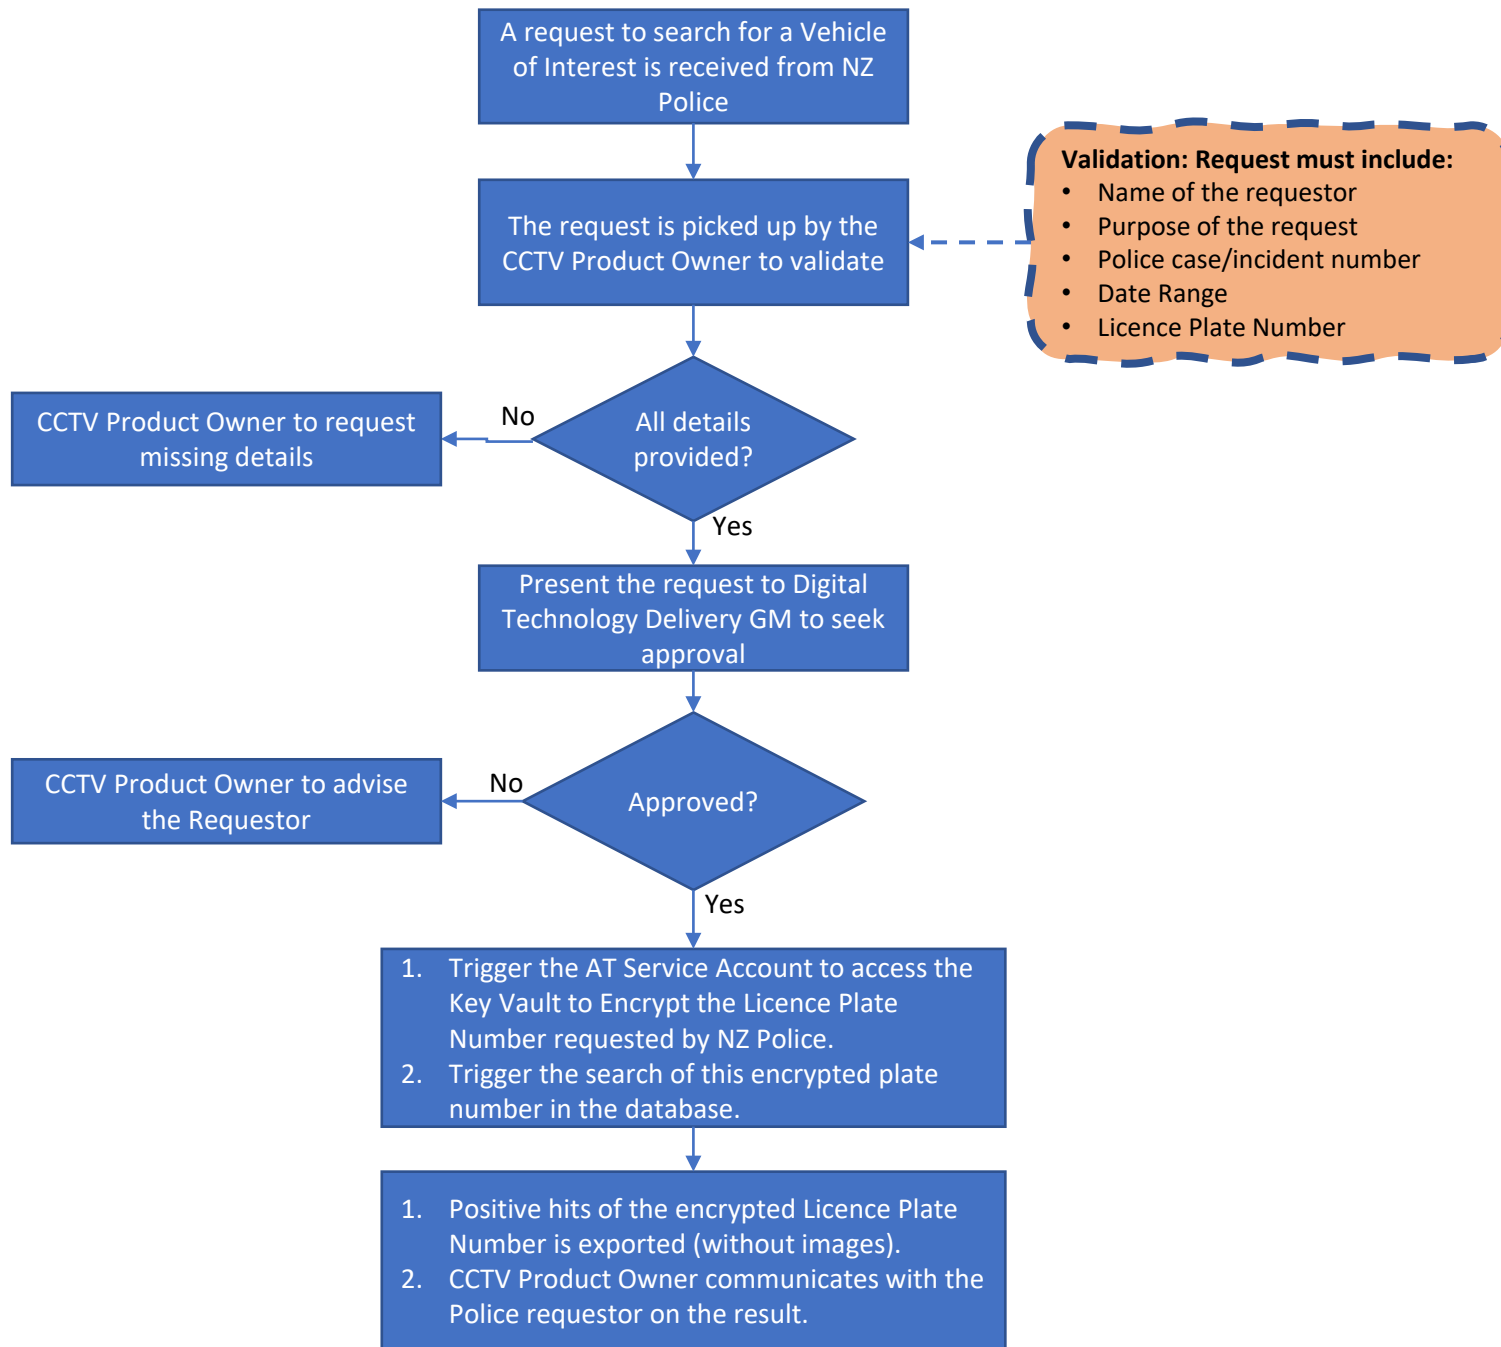 A request to search for a Vehicle
of Interest is received from NZ
Police
Validation: Request must include:
• Name of the requestor
• Purpose of the request
• Police case/incident number
• Date Range
• Licence Plate Number
The request is picked up by the
CCTV Product Owner to validate
All details
provided?
No
CCTV Product Owner to request
missing details
Yes
Present the request to Digital
Technology Delivery GM to seek
approval
Approved?
No
CCTV Product Owner to advise
the Requestor
Yes
1. Trigger the AT Service Account to access the
Key Vault to Encrypt the Licence Plate
Number requested by NZ Police.
2. Trigger the search of this encrypted plate
number in the database.
1. Positive hits of the encrypted Licence Plate
Number is exported (without images).
2. CCTV Product Owner communicates with the
Police requestor on the result.